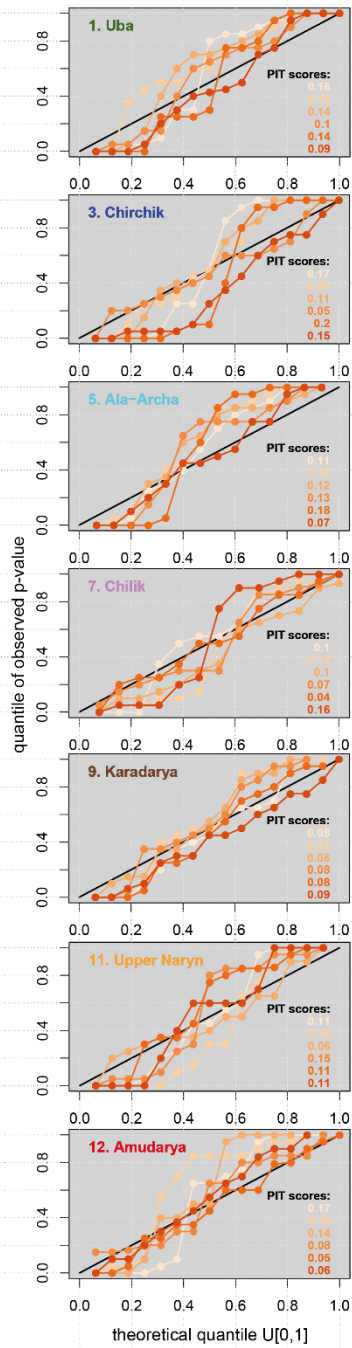 1. Uba
PIT scores:
0.16
0.14
0.1
0.14
0.09
0.0 0.4 0.8
0.0 0.2 0.4 0.6 0.8 1.0
3. Chirchik
PIT scores:
0.17
0.11
0.05
0.2
0.15
0.0 0.4 0.8
0.0 0.2 0.4 0.6 0.8 1.0
5. Ala-Archa
PIT scores:
0.11
0.12
0.13
0.18
0.07
0.0 0.4 0.8
0.0 0.2 0.4 0.6 0.8 1.0
quantile of observed p-value
7. Chilik
PIT scores:
0.1
0.1
0.07
0.04
0.16
0.0 0.4 0.8
0.0 0.2 0.4 0.6 0.8 1.0
9. Karadarya
PIT scores:
0.08
0.08
0.08
0.08
0.09
0.0 0.4 0.8
0.0 0.2 0.4 0.6 0.8 1.0
11. Upper Naryn
PIT scores:
0.11
0.06
0.15
0.11
0.11
0.0 0.4 0.8
0.0 0.2 0.4 0.6 0.8 1.0
12. Amudarya
PIT scores:
0.17
0.14
0.08
0.05
0.06
0.0 0.4 0.8
0.0 0.2 0.4 0.6 0.8 1.0
theoretical quantile U[0,1]